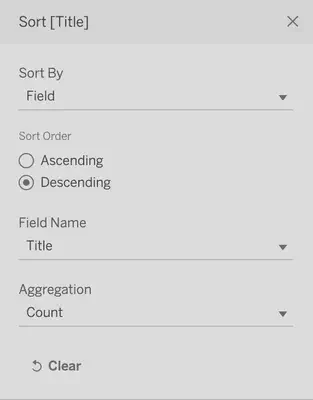 Sort [Title]
Sort By
Field
Sort Order
Ascending
Descending
Field Name
Title
Aggregation
Count
Clear